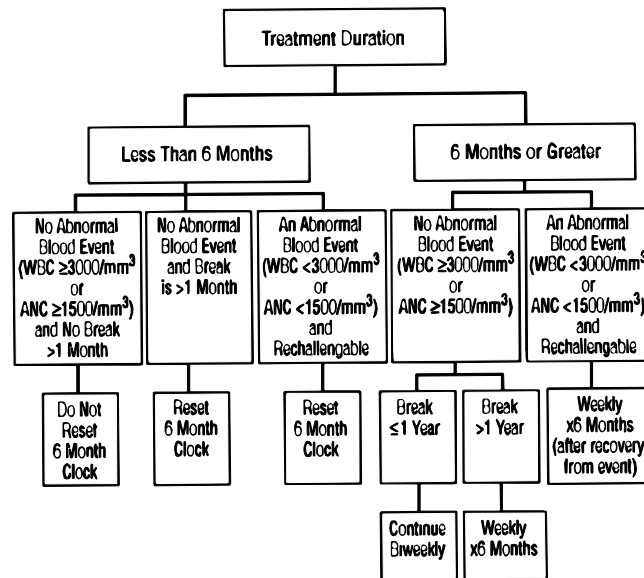 Treatment Duration
Less Than 6 Months
6 Months or Greater
No Abnormal
Blood Event
(WBC ≥3000/mm³
or
ANC ≥1500/mm³)
and No Break
>1 Month
No Abnormal
Blood Event
and Break
is >1 Month
An Abnormal
Blood Event
(WBC <3000/mm³
or
ANC <1500/mm³)
and
Rechallengable
No Abnormal
Blood Event
(WBC ≥3000/mm³
or
ANC ≥1500/mm³)
An Abnormal
Blood Event
(WBC <3000/mm³
or
ANC <1500/mm³)
and
Rechallengable
Do Not
Reset
6 Month
Clock
Reset
6 Month
Clock
Reset
6 Month
Clock
Break
≤1 Year
Break
>1 Year
Weekly
x6 Months
(after recovery
from event)
Continue
Biweekly
Weekly
x6 Months